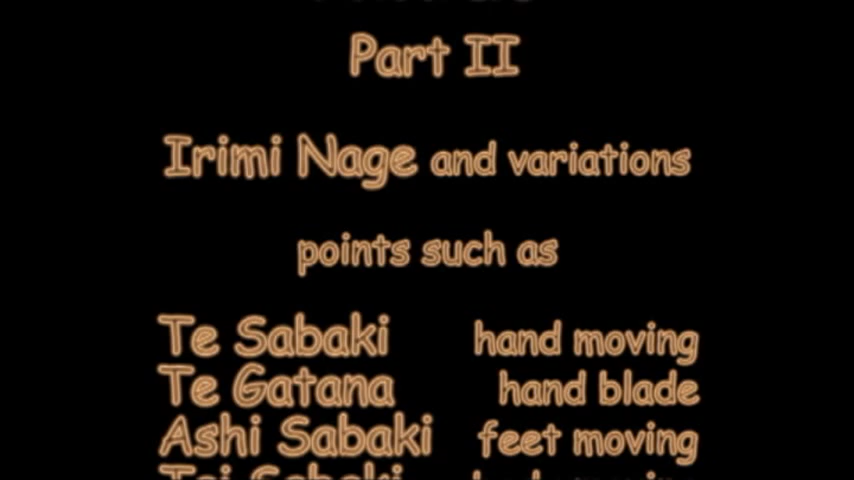 Part II
Irimi Nage and variations
points such as
Te Sabaki hand moving
Te Gatana hand blade
Ashi Sabaki feet moving